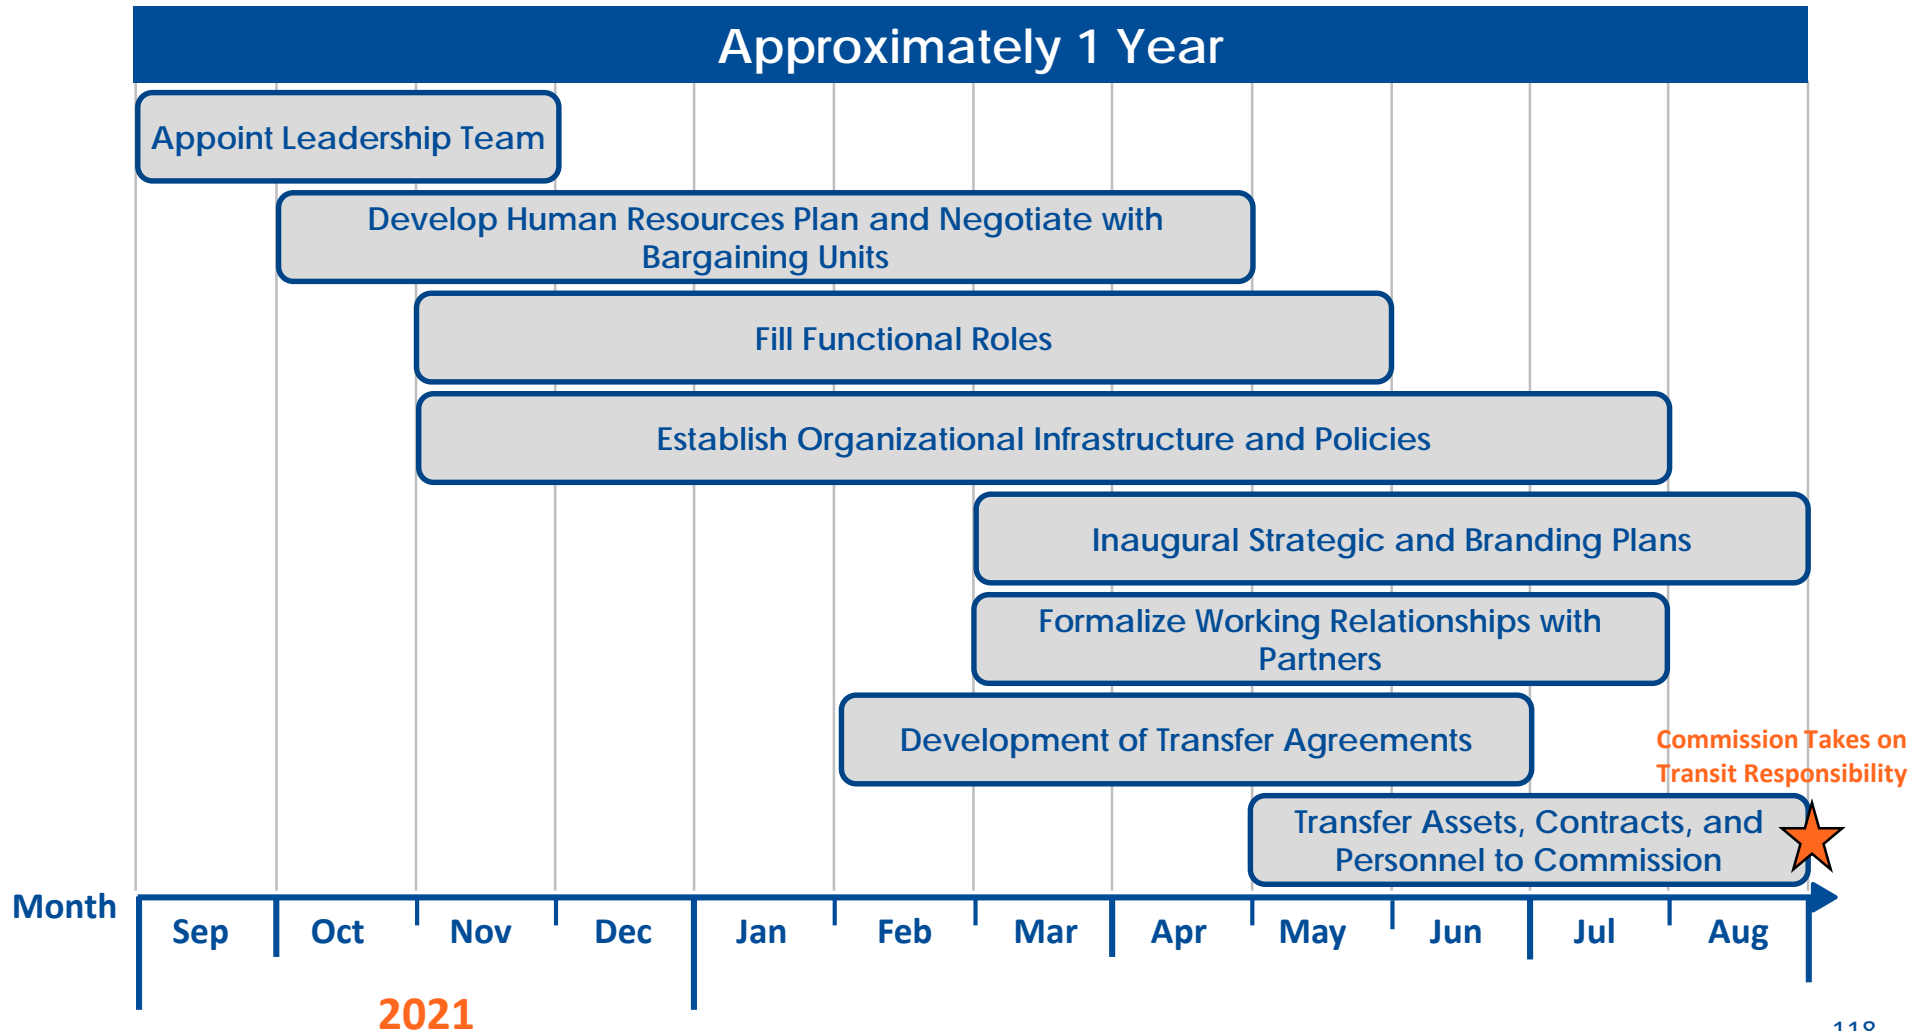 Approximately 1 Year
Appoint Leadership Team
Develop Human Resources Plan and Negotiate with
Bargaining Units
Fill Functional Roles
Establish Organizational Infrastructure and Policies
Inaugural Strategic and Branding Plans
Formalize Working Relationships with
Partners
Development of Transfer Agreements
Commission Takes on
Transit Responsibility
Transfer Assets, Contracts, and
Personnel to Commission
Month
Sep Oct Nov Dec Jan Feb Mar Apr May Jun Jul Aug
2021
118